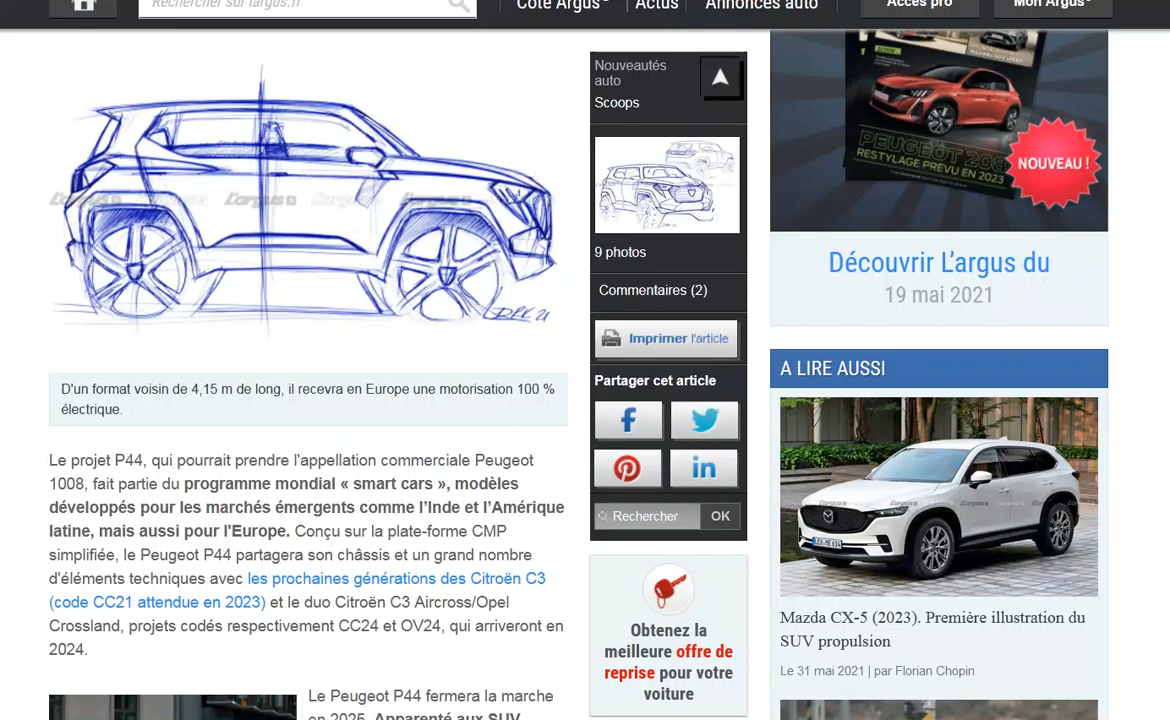 Rechercher sur largus.fr
Cote Argus®
Actus
Annonces auto
Accès pro
Mon Argus®
L'argus
DRK 21
D'un format voisin de 4,15 m de long, il recevra en Europe une motorisation 100 %
électrique.
Le projet P44, qui pourrait prendre l'appellation commerciale Peugeot
1008, fait partie du programme mondial « smart cars », modèles
développés pour les marchés émergents comme l’Inde et l’Amérique
latine, mais aussi pour l'Europe. Conçu sur la plate-forme CMP
simplifiée, le Peugeot P44 partagera son châssis et un grand nombre
d'éléments techniques avec les prochaines générations des Citroën C3
(code CC21 attendue en 2023) et le duo Citroën C3 Aircross/Opel
Crossland, projets codés respectivement CC24 et OV24, qui arriveront en
2024.
Le Peugeot P44 fermera la marche
en 2025. Apparenté aux SUV
Nouveautés
auto
Scoops
9 photos
Commentaires (2)
Imprimer l'article
Partager cet article
Rechercher
OK
Obtenez la
meilleure offre de
reprise pour votre
voiture
PEUGEOT 208
RESTYLAGE PREVU EN 2023
NOUVEAU !
Découvrir L’argus du
19 mai 2021
A LIRE AUSSI
Mazda CX-5 (2023). Première illustration du
SUV propulsion
Le 31 mai 2021 | par Florian Chopin